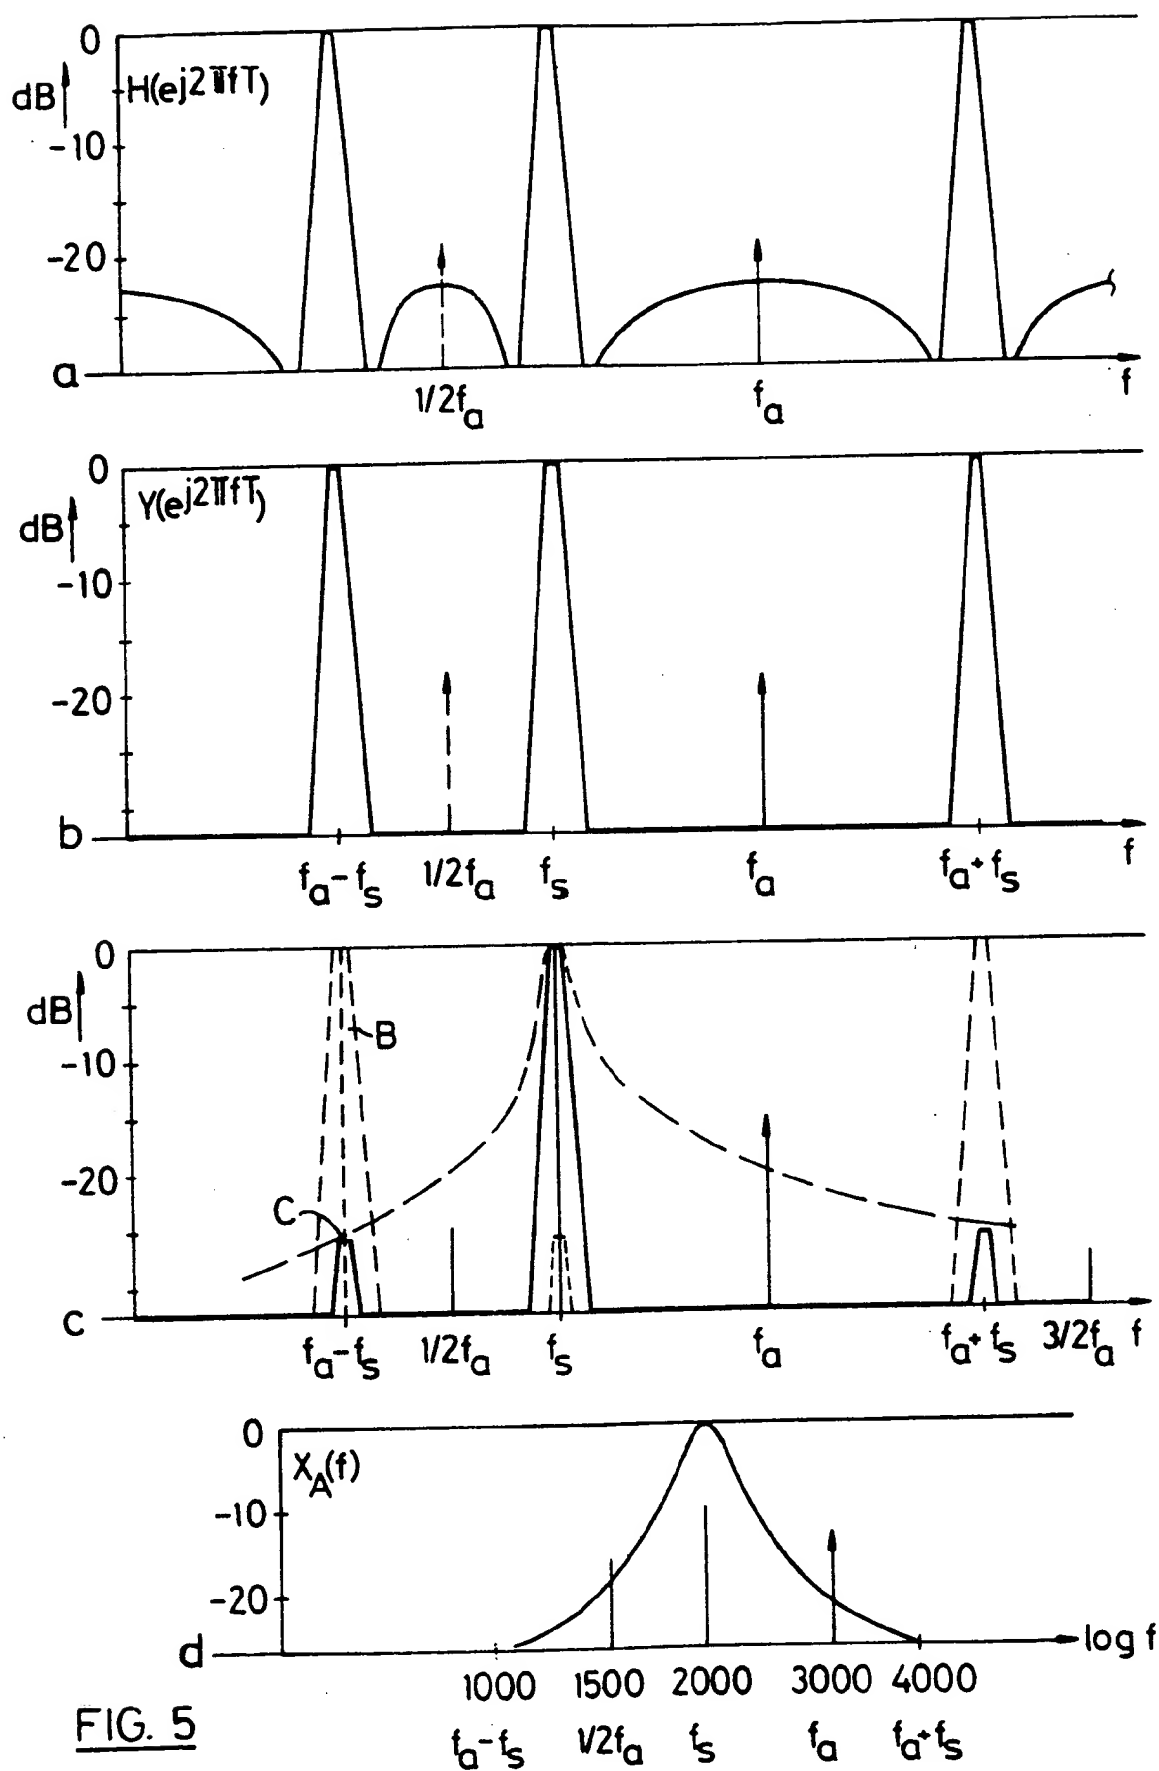 0
dB
H(ej2πfT)
-10
-20
a
1/2fa
fa
f
0
dB
Y(ej2πfT)
-10
-20
b
fa-fs
1/2fa
fs
fa
fa+fs
f
0
dB
B
-10
-20
C
c
fa-fs
1/2fa
fs
fa
fa+fs
3/2fa
f
0
XA(f)
-10
-20
d
log f
1000
1500
2000
3000
4000
fa-fs
1/2fa
fs
fa
fa+fs
FIG. 5